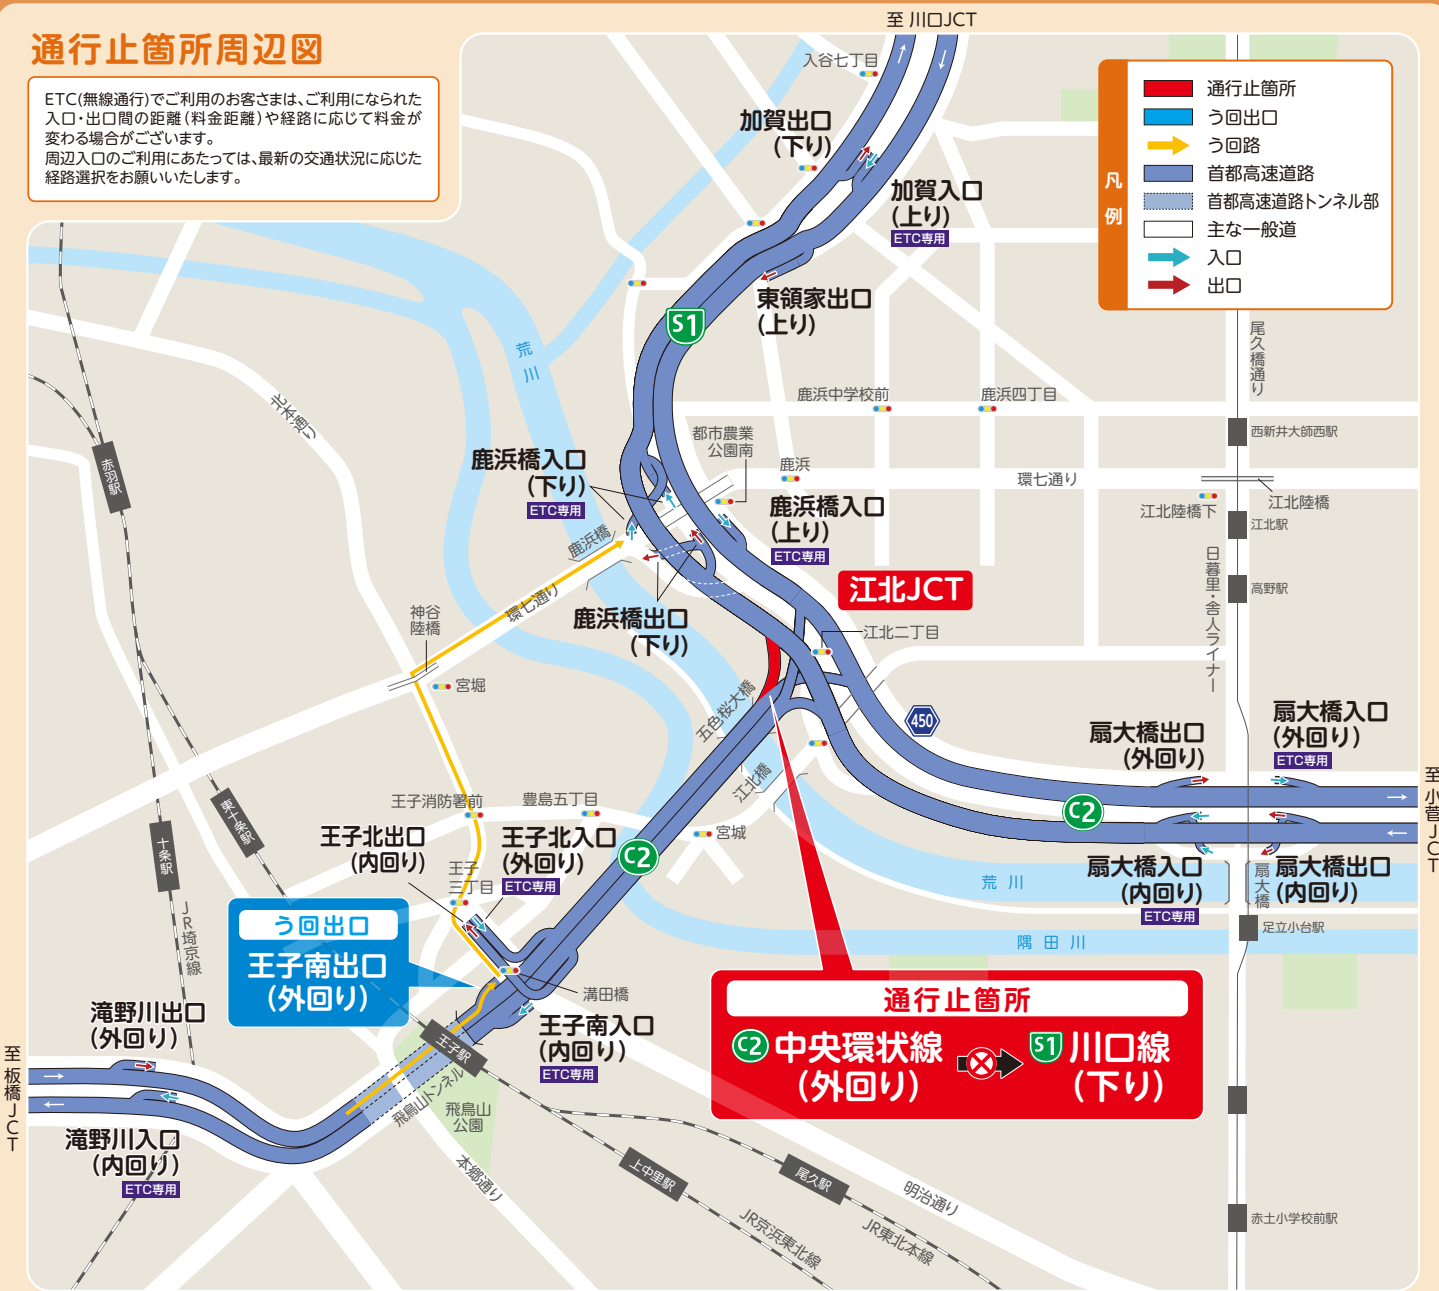 至 川口JCT
通行止箇所周辺図
ETC(無線通行)でご利用のお客さまは、ご利用になられた
入口・出口間の距離(料金距離)や経路に応じて料金が
変わる場合がございます。
周辺入口のご利用にあたっては、最新の交通状況に応じた
経路選択をお願いいたします。
凡例
通行止箇所
う回出口
う回路
首都高速道路
首都高速道路トンネル部
主な一般道
入口
出口
入谷七丁目
加賀出口
(下り)
加賀入口
(上り)
ETC専用
東領家出口
(上り)
S1
荒川
尾久橋通り
北本通り
鹿浜中学校前
鹿浜四丁目
西新井大師西駅
都市農業
公園南
鹿浜
環七通り
赤羽駅
鹿浜橋入口
(下り)
ETC専用
鹿浜橋入口
(上り)
ETC専用
江北陸橋下
江北陸橋
江北駅
鹿浜橋
日暮里・舎人ライナー
高野駅
江北JCT
環七通り
鹿浜橋出口
(下り)
神谷
陸橋
江北二丁目
宮堀
五色桜大橋
450
扇大橋出口
(外回り)
扇大橋入口
(外回り)
ETC専用
江北橋
至 小菅JCT
東十条駅
王子消防署前
豊島五丁目
C2
十条駅
王子北出口
(内回り)
王子北入口
(外回り)
ETC専用
宮城
C2
王子
三丁目
扇大橋入口
(内回り)
ETC専用
扇大橋
扇大橋出口
(内回り)
荒川
JR埼京線
う回出口
王子南出口
(外回り)
足立小台駅
隅田川
溝田橋
通行止箇所
C2 中央環状線
(外回り)
S1 川口線
(下り)
滝野川出口
(外回り)
王子南入口
(内回り)
ETC専用
王子駅
至 板橋JCT
飛鳥山トンネル
飛鳥山
公園
滝野川入口
(内回り)
ETC専用
本郷通り
上中里駅
尾久駅
明治通り
JR京浜東北線
JR東北本線
赤土小学校前駅